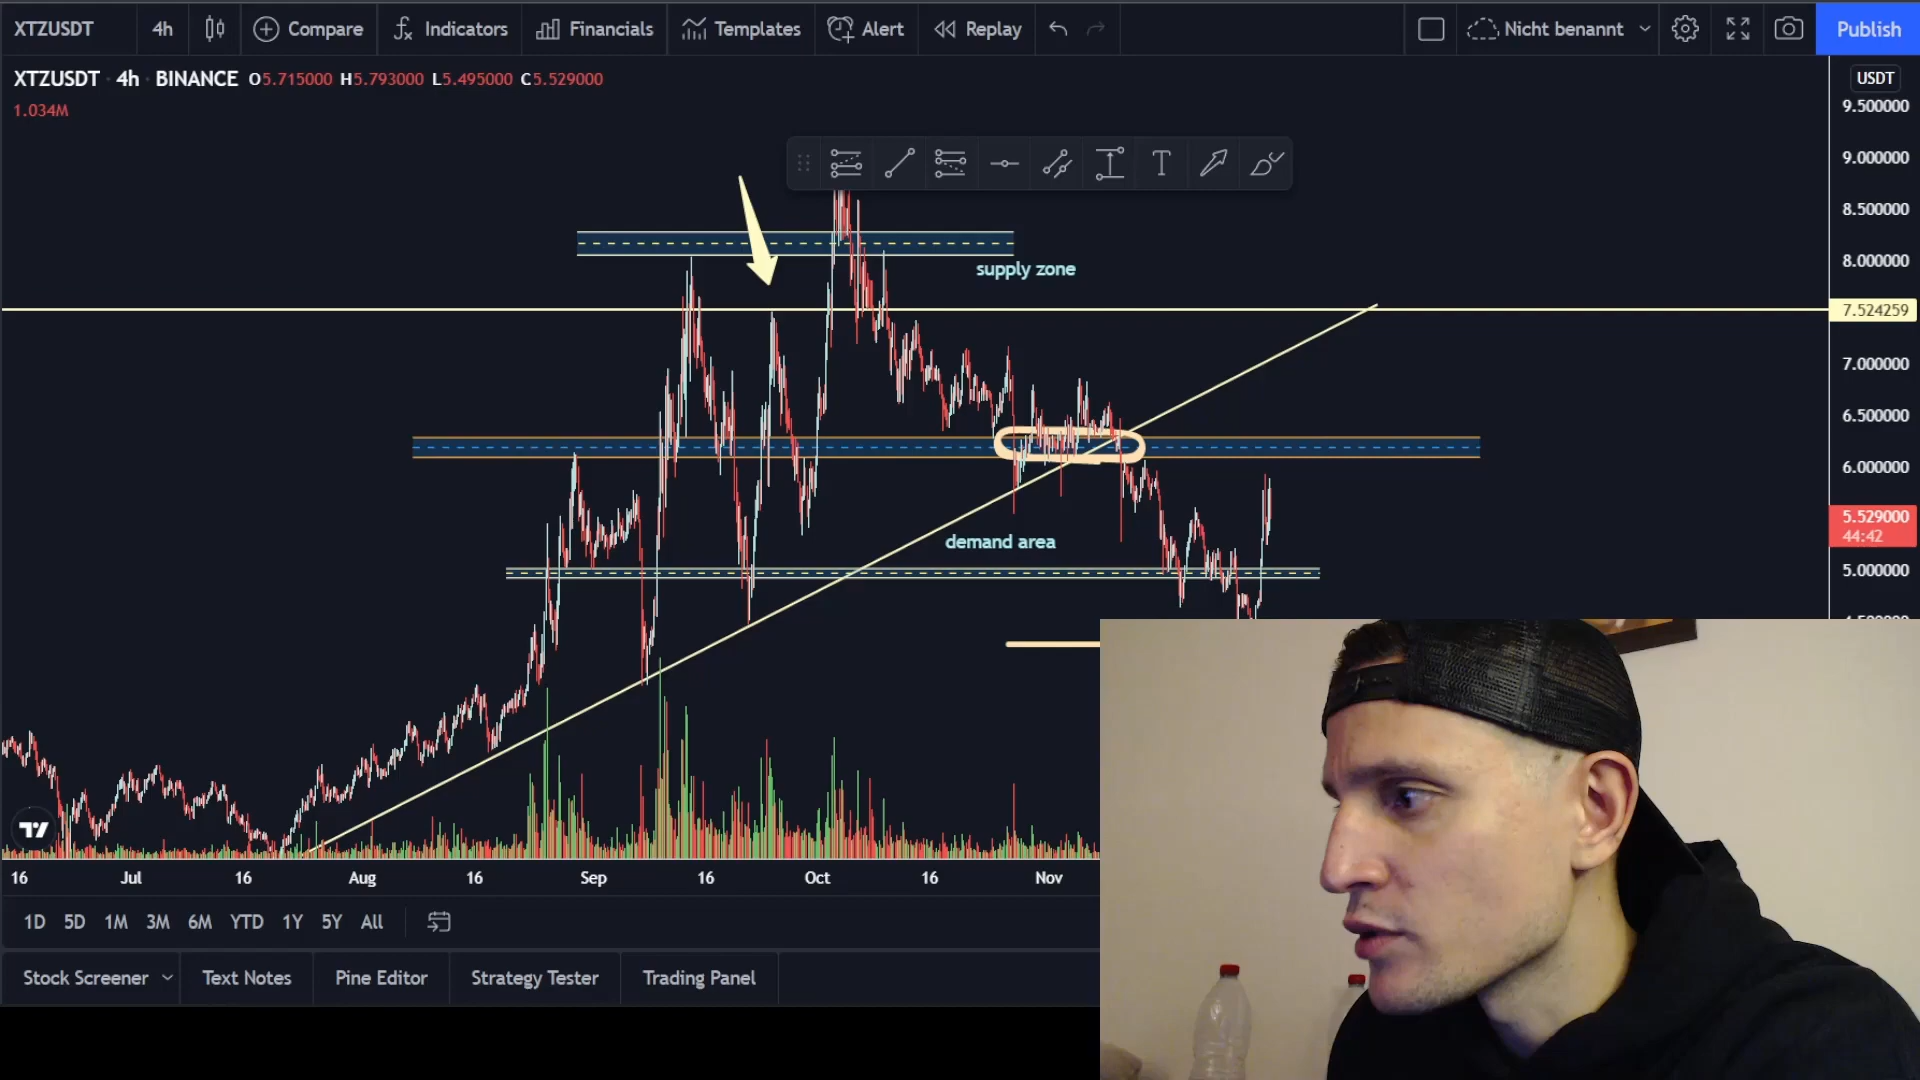 XTZUSDT 4h Compare Indicators Financials Templates Alert Replay Nicht benannt Publish
XTZUSDT · 4h · BINANCE O5.715000 H5.793000 L5.495000 C5.529000
1.034M
USDT
9.500000
9.000000
8.500000
8.000000
7.524259
7.000000
6.500000
6.000000
5.529000
44:42
5.000000
supply zone
demand area
16 Jul 16 Aug 16 Sep 16 Oct 16 Nov
1D 5D 1M 3M 6M YTD 1Y 5Y All
Stock Screener Text Notes Pine Editor Strategy Tester Trading Panel